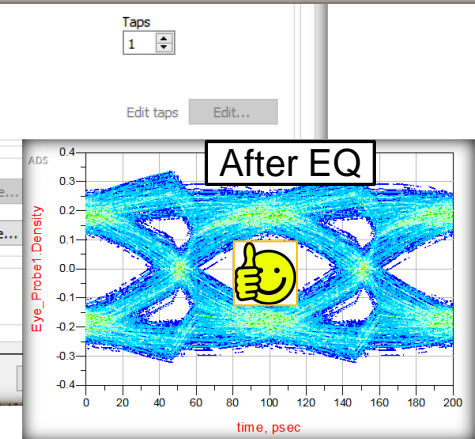 Taps
1
Edit taps Edit...
e...
e...
After EQ
ADS
Eye_Probe1.Density
0.4
0.3
0.2
0.1
0.0
-0.1
-0.2
-0.3
-0.4
0 20 40 60 80 100 120 140 160 180 200
time, psec